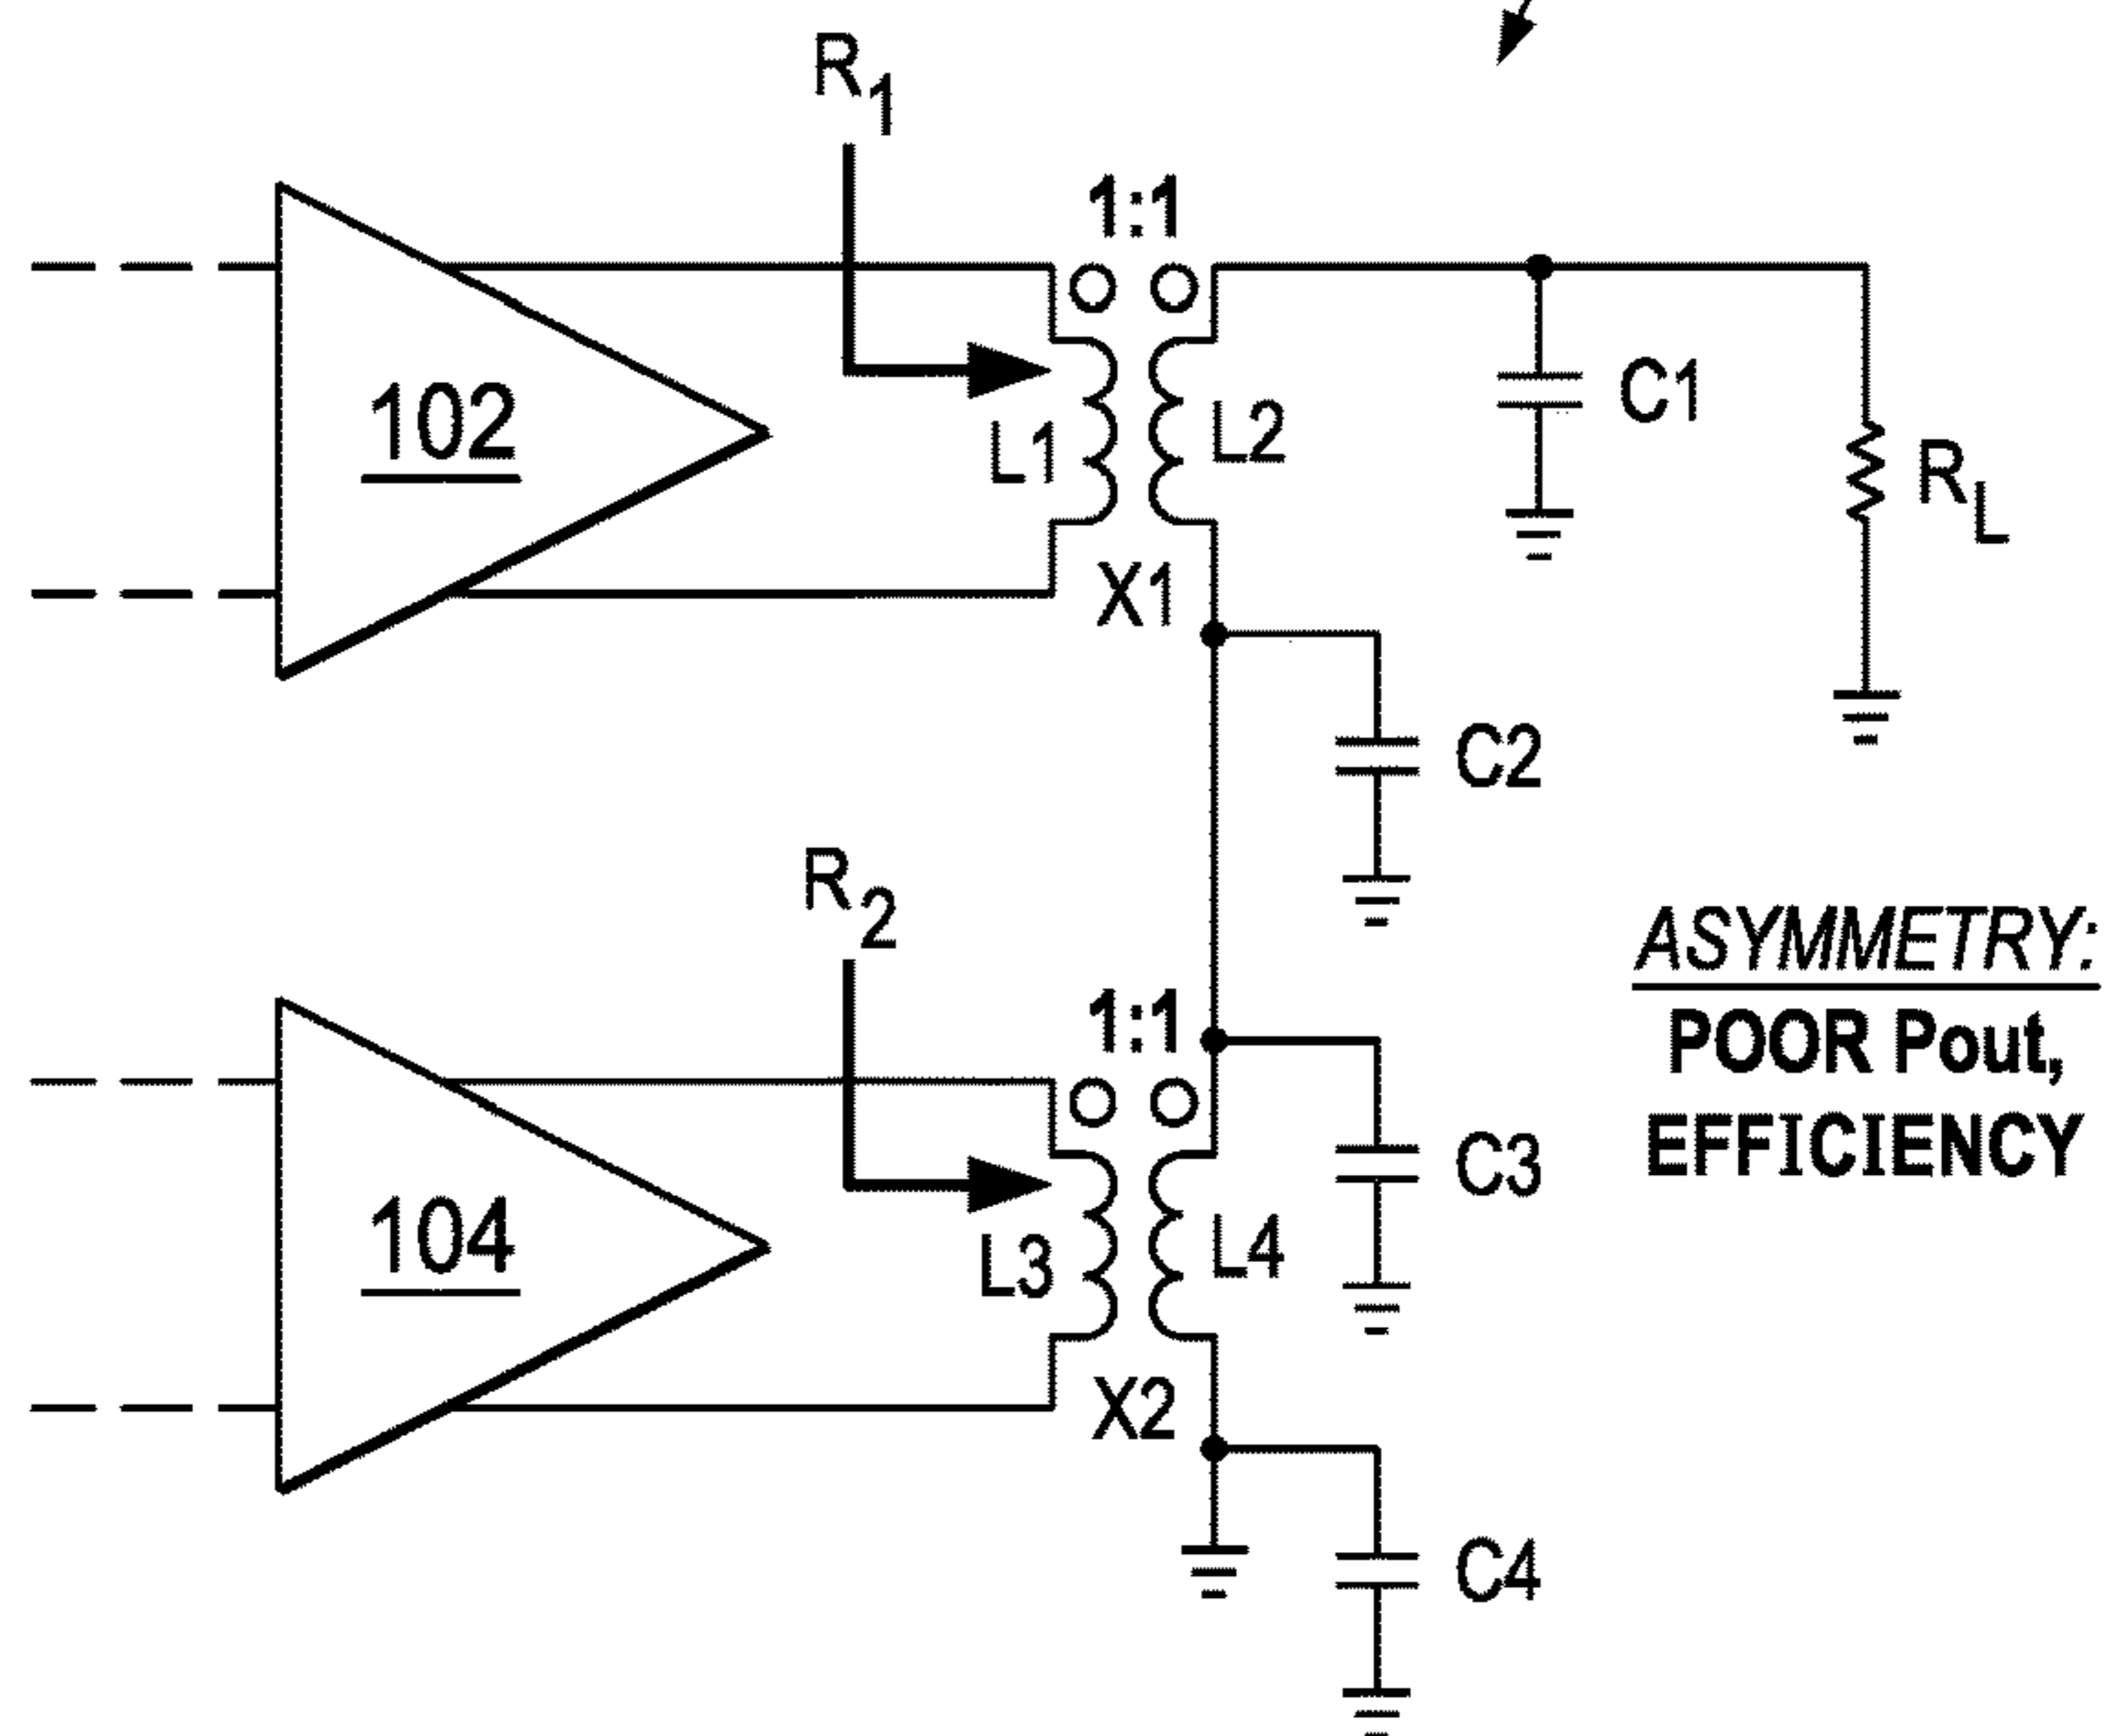 R1
1:1
102
L1
L2
C1
RL
X1
C2
R2
1:1
ASYMMETRY:
POOR Pout,
EFFICIENCY
104
L3
L4
C3
X2
C4